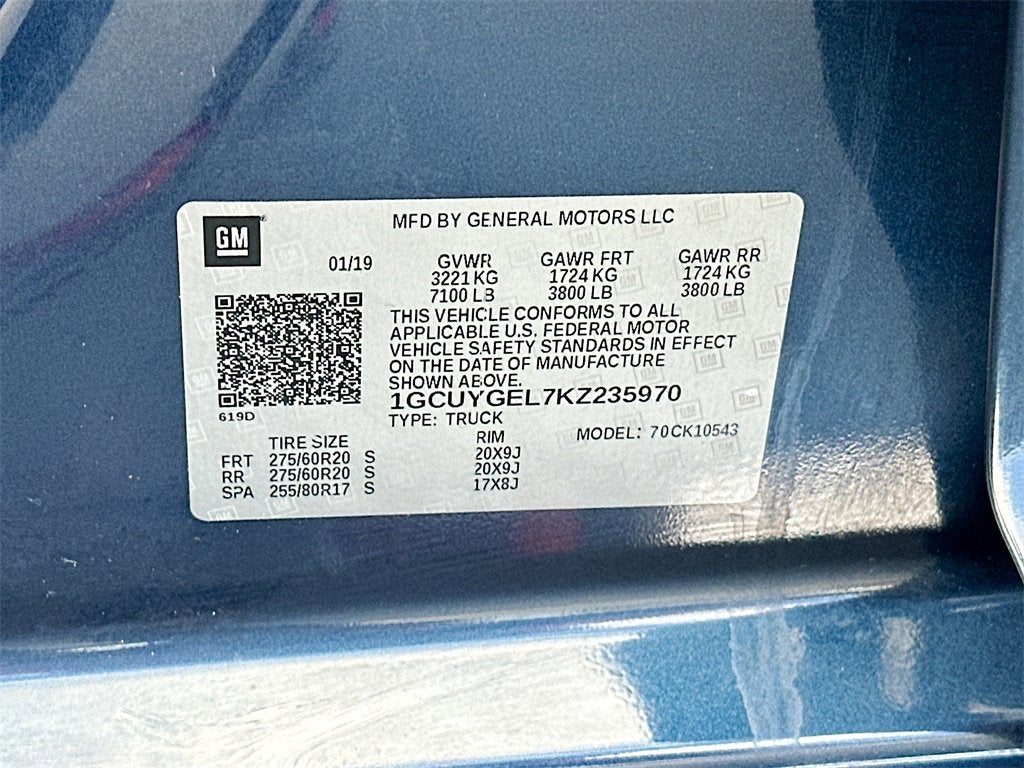 GM
MFD BY GENERAL MOTORS LLC
01/19
GVWR GAWR FRT GAWR RR
3221 KG 1724 KG 1724 KG
7100 LB 3800 LB 3800 LB
THIS VEHICLE CONFORMS TO ALL
APPLICABLE U.S. FEDERAL MOTOR
VEHICLE SAFETY STANDARDS IN EFFECT
ON THE DATE OF MANUFACTURE
SHOWN ABOVE.
1GCUYGEL7KZ235970
619D
TYPE: TRUCK
MODEL: 70CK10543
TIRE SIZE RIM
FRT 275/60R20 S 20X9J
RR 275/60R20 S 20X9J
SPA 255/80R17 S 17X8J